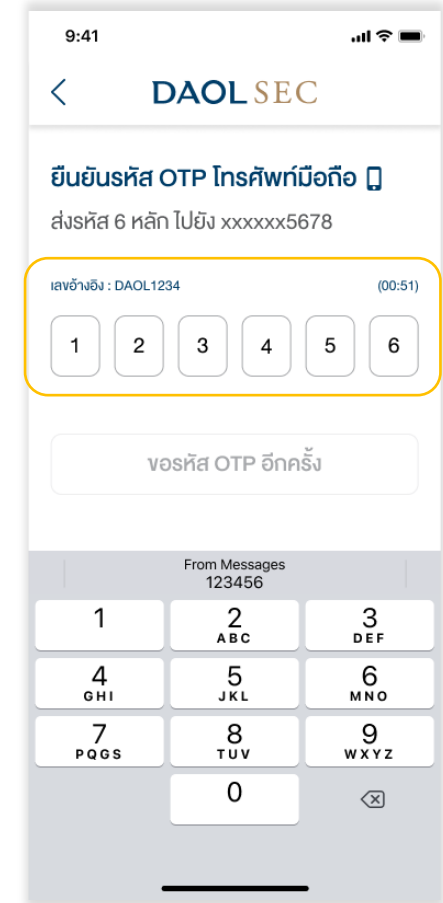 9:41
DAOL SEC
ยืนยันรหัส OTP โทรศัพท์มือถือ
ส่งรหัส 6 หลัก ไปยัง xxxxxx5678
เลขอ้างอิง : DAOL1234 (00:51)
1 2 3 4 5 6
ขอรหัส OTP อีกครั้ง
From Messages
123456
1 2 3
ABC DEF
4 5 6
GHI JKL MNO
7 8 9
PQGS TUV WXYZ
0